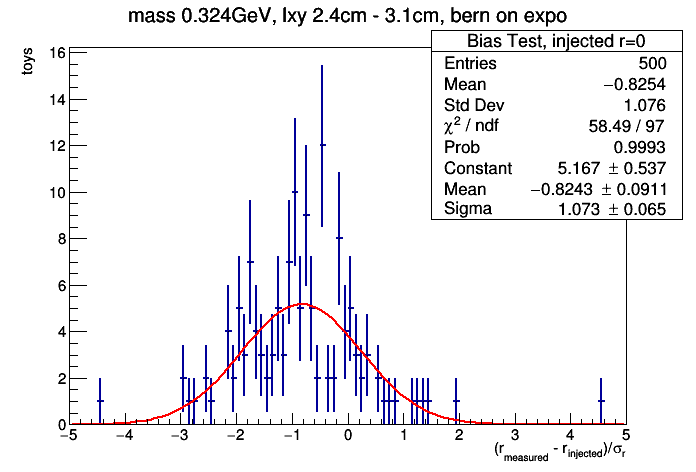 mass 0.324GeV, lxy 2.4cm - 3.1cm, bern on expo
Bias Test, injected r=0
Entries 500
Mean −0.8254
Std Dev 1.076
χ² / ndf 58.49 / 97
Prob 0.9993
Constant 5.167 ± 0.537
Mean −0.8243 ± 0.0911
Sigma 1.073 ± 0.065
toys
16
14
12
10
8
6
4
2
0
−5 −4 −3 −2 −1 0 1 2 3 4 5
(r_measured - r_injected)/σ_r